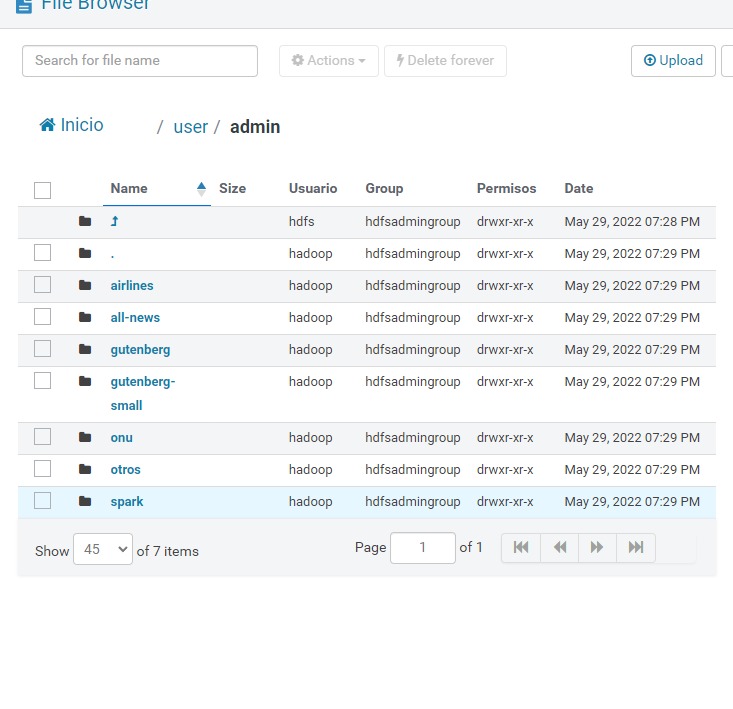 File Browser
Search for file name Actions Delete forever Upload
Inicio / user / admin
Name Size Usuario Group Permisos Date
hdfs hdfsadmingroup drwxr-xr-x May 29, 2022 07:28 PM
. hadoop hdfsadmingroup drwxr-xr-x May 29, 2022 07:29 PM
airlines hadoop hdfsadmingroup drwxr-xr-x May 29, 2022 07:29 PM
all-news hadoop hdfsadmingroup drwxr-xr-x May 29, 2022 07:29 PM
gutenberg hadoop hdfsadmingroup drwxr-xr-x May 29, 2022 07:29 PM
gutenberg- hadoop hdfsadmingroup drwxr-xr-x May 29, 2022 07:29 PM
small
onu hadoop hdfsadmingroup drwxr-xr-x May 29, 2022 07:29 PM
otros hadoop hdfsadmingroup drwxr-xr-x May 29, 2022 07:29 PM
spark hadoop hdfsadmingroup drwxr-xr-x May 29, 2022 07:29 PM
Show 45 of 7 items Page 1 of 1